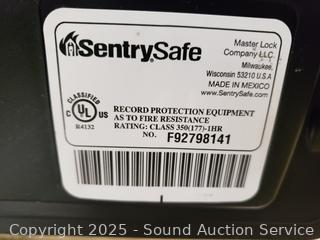 SentrySafe
Master Lock
Company LLC.
Milwaukee,
Wisconsin 53210 U.S.A
MADE IN MEXICO
www.SentrySafe.com
CLASSIFIED
C UL US
R4132
RECORD PROTECTION EQUIPMENT
AS TO FIRE RESISTANCE
RATING: CLASS 350(177)-1HR
NO. F92798141
Copyright 2025 - Sound Auction Service